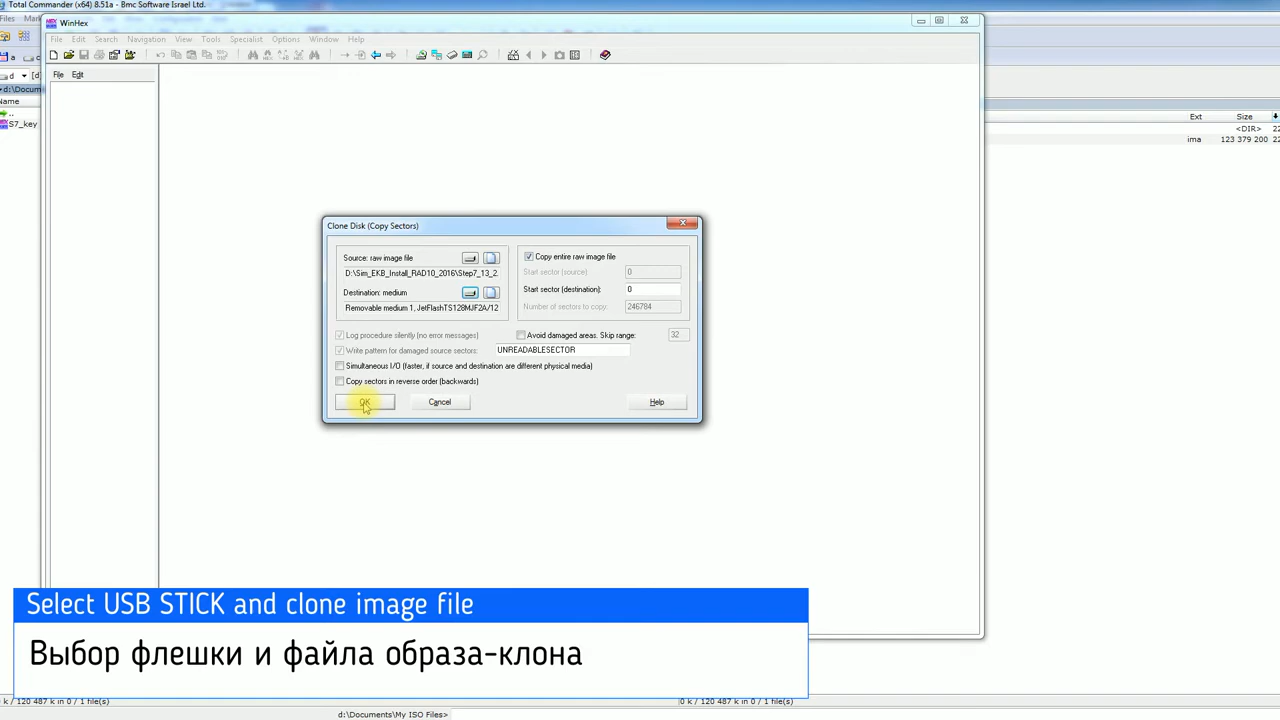 Total Commander (x64) 8.51a - Bmc Software Israel Ltd.
Files Mark
WinHex
File Edit Search Navigation View Tools Specialist Options Window Help
a
d
d:\Docum
Name
..
S7_key
File Edit
Ext Size
<DIR> 22
ima 123 379 200 22
Clone Disk (Copy Sectors)
Source: raw image file
D:\Sim_EKB_Install_RAD10_2016\Step7_13_2.
Destination: medium
Removable medium 1, JetFlashTS128MJF2A/12
Copy entire raw image file
Start sector (source): 0
Start sector (destination): 0
Number of sectors to copy: 246784
Log procedure silently (no error messages)
Avoid damaged areas. Skip range: 32
Write pattern for damaged source sectors: UNREADABLESECTOR
Simultaneous I/O (faster, if source and destination are different physical media)
Copy sectors in reverse order (backwards)
OK Cancel Help
Select USB STICK and clone image file
Выбор флешки и файла образа-клона
k / 120 487 k in 0 / 1 file(s)
0 k / 120 487 k in 0 / 1 file(s)
d:\Documents\My ISO Files>